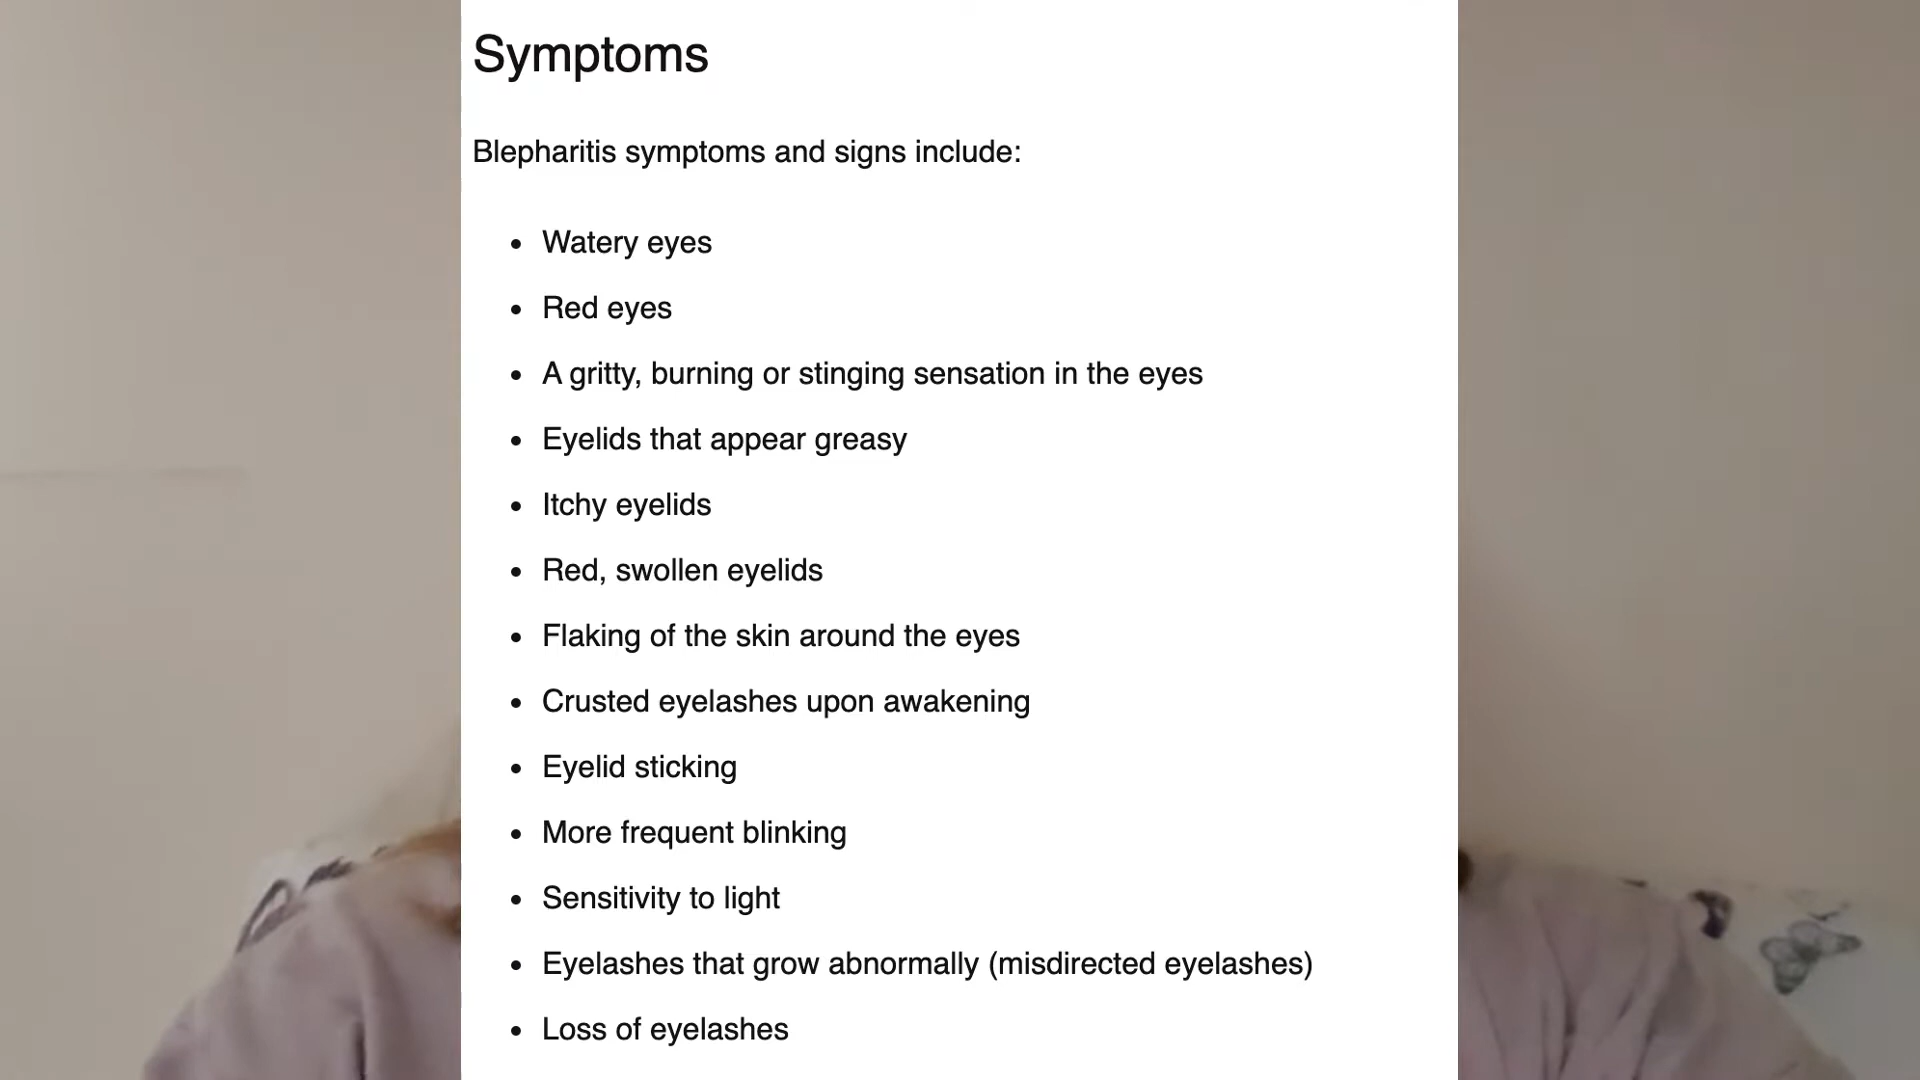 Symptoms
Blepharitis symptoms and signs include:
Watery eyes
Red eyes
A gritty, burning or stinging sensation in the eyes
Eyelids that appear greasy
Itchy eyelids
Red, swollen eyelids
Flaking of the skin around the eyes
Crusted eyelashes upon awakening
Eyelid sticking
More frequent blinking
Sensitivity to light
Eyelashes that grow abnormally (misdirected eyelashes)
Loss of eyelashes